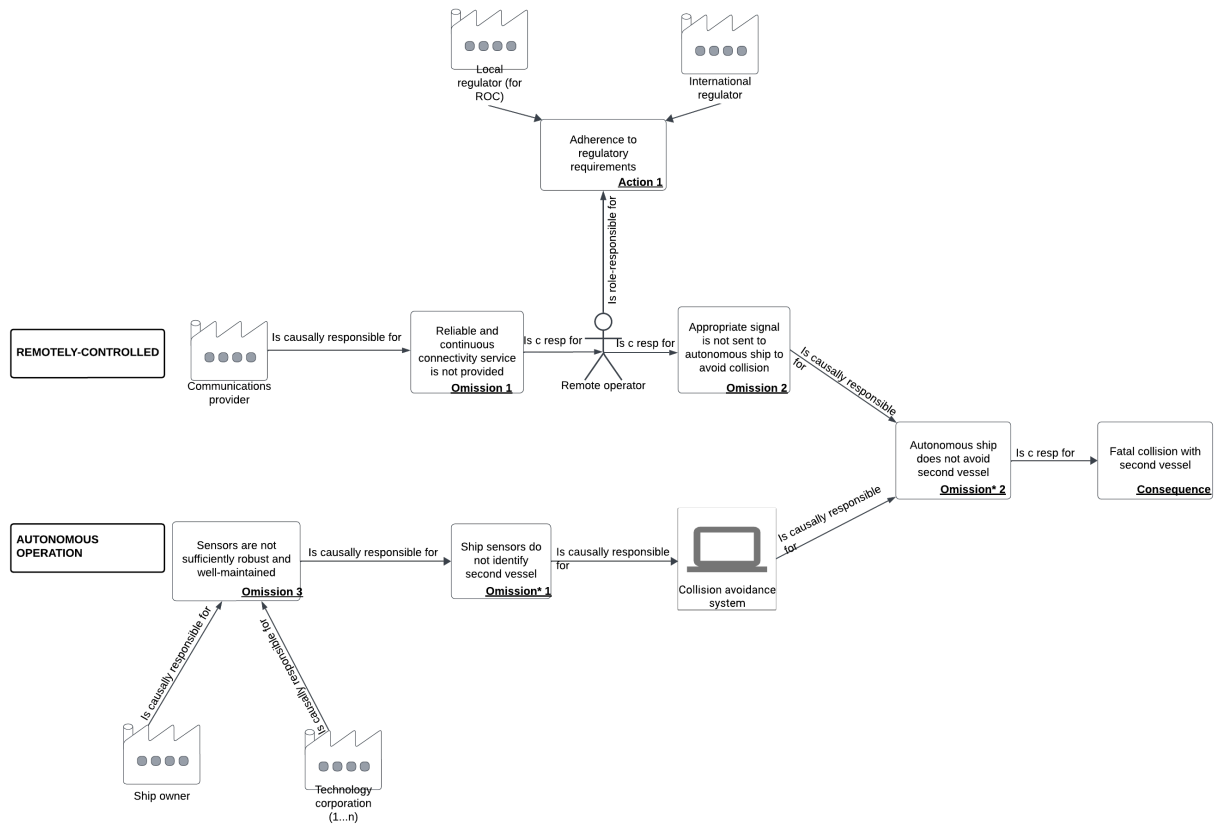 Local
regulator (for
ROC)
International
regulator
Adherence to
regulatory
requirements
Action 1
Is role-responsible for
REMOTELY-CONTROLLED
Communications
provider
Is causally responsible for
Reliable and
continuous
connectivity service
is not provided
Omission 1
Is c resp for
Remote operator
Is c resp for
Appropriate signal
is not sent to
autonomous ship to
avoid collision
Omission 2
Is causally responsible
for
Autonomous ship
does not avoid
second vessel
Omission* 2
Is c resp for
Fatal collision with
second vessel
Consequence
AUTONOMOUS
OPERATION
Sensors are not
sufficiently robust and
well-maintained
Omission 3
Is causally responsible for
Ship sensors do
not identify
second vessel
Omission* 1
Is causally responsible
for
Collision avoidance
system
Is causally responsible
for
Is causally responsible for
Is causally responsible for
Ship owner
Technology
corporation
(1...n)